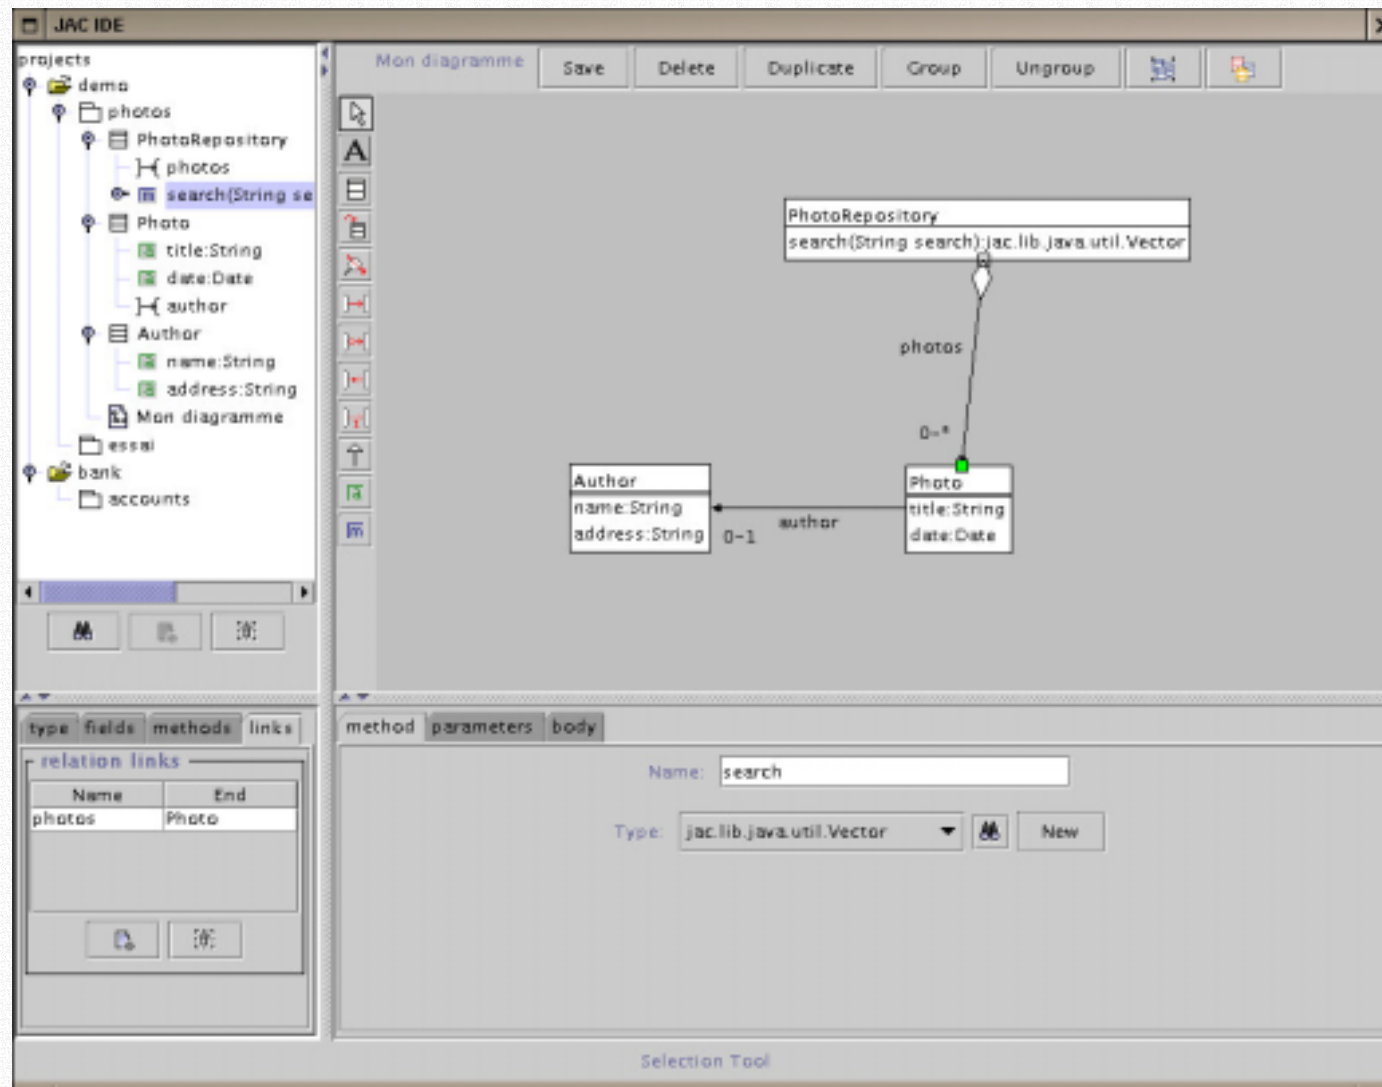 JAC IDE
projects
demo
photos
PhotoRepository
photos
search(String se
Photo
title:String
date:Date
author
Author
name:String
address:String
Mon diagramme
essai
bank
accounts
Mon diagramme
Save
Delete
Duplicate
Group
Ungroup
A
PhotoRepository
search(String search):jac.lib.java.util.Vector
photos
0-*
Author
name:String
address:String
0-1
author
Photo
title:String
date:Date
type fields methods links
relation links
Name End
photos Photo
method parameters body
Name: search
Type: jac.lib.java.util.Vector New
Selection Tool